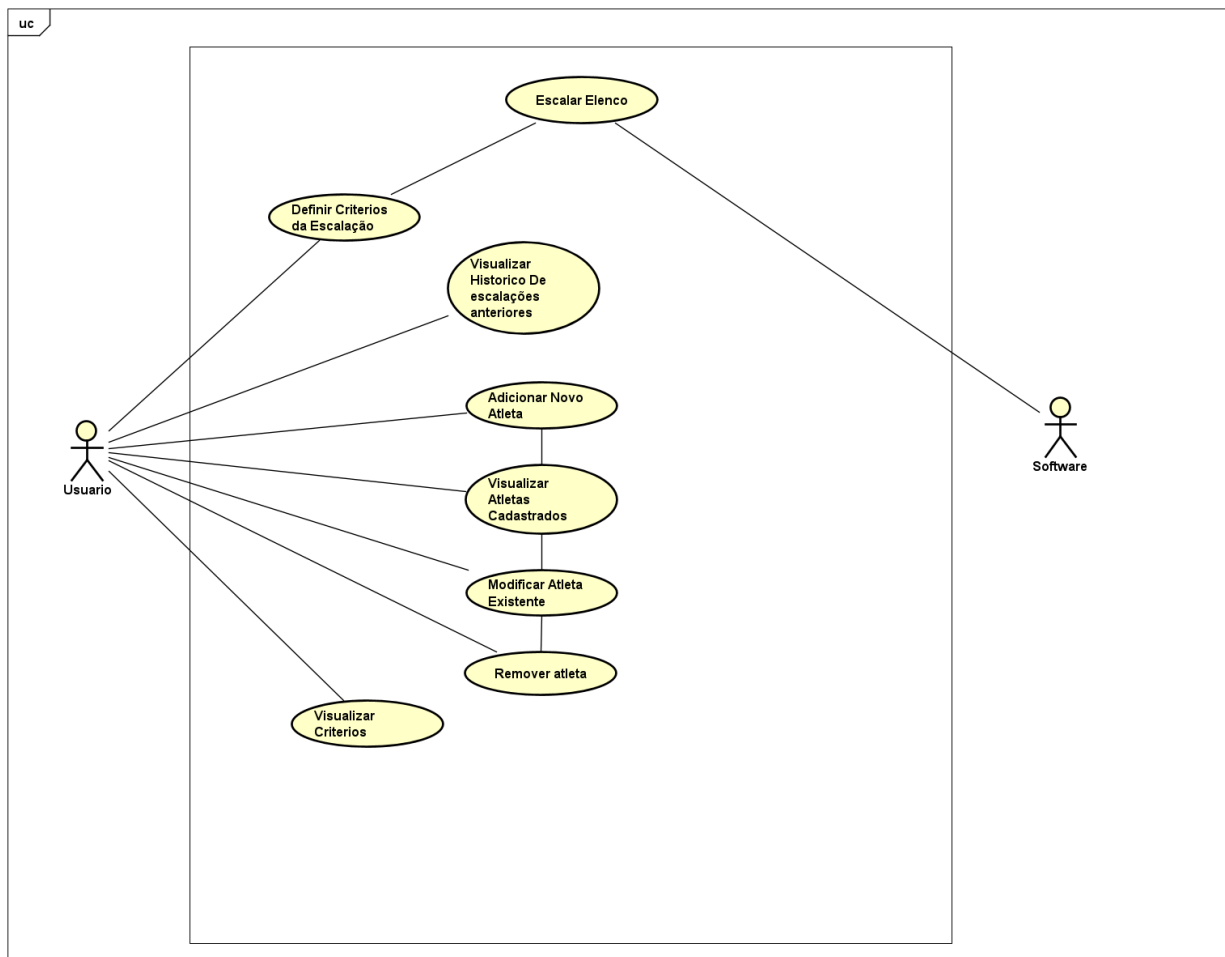 uc
Escalar Elenco
Definir Criterios
da Escalação
Visualizar
Historico De
escalações
anteriores
Adicionar Novo
Atleta
Visualizar
Atletas
Cadastrados
Modificar Atleta
Existente
Remover atleta
Visualizar
Criterios
Usuario
Software